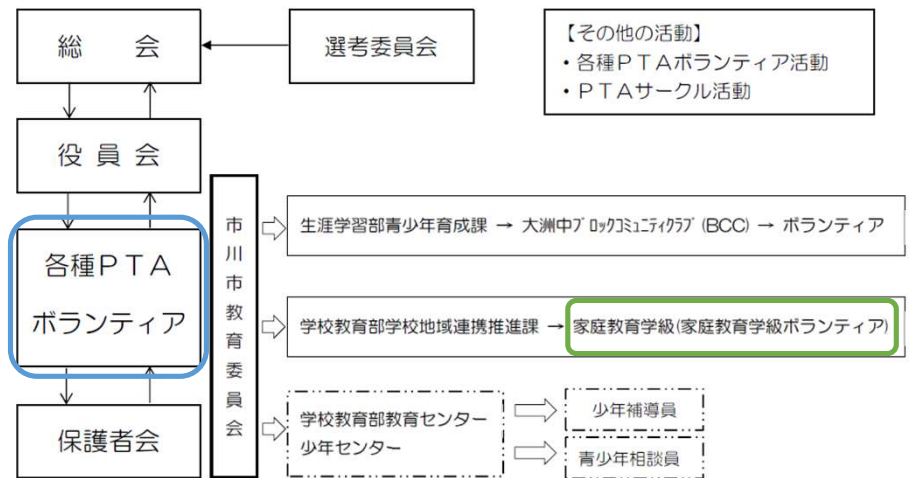 総　会
選考委員会
【その他の活動】
・各種ＰＴＡボランティア活動
・ＰＴＡサークル活動
役 員 会
各種ＰＴＡ
ボランティア
保護者会
市川市教育委員会
生涯学習部青少年育成課 → 大洲中ﾌﾞﾛｯｸｺﾐｭﾆﾃｨｸﾗﾌﾞ (BCC) → ボランティア
学校教育部学校地域連携推進課 → 家庭教育学級(家庭教育学級ボランティア)
学校教育部教育センター
少年センター
少年補導員
青少年相談員